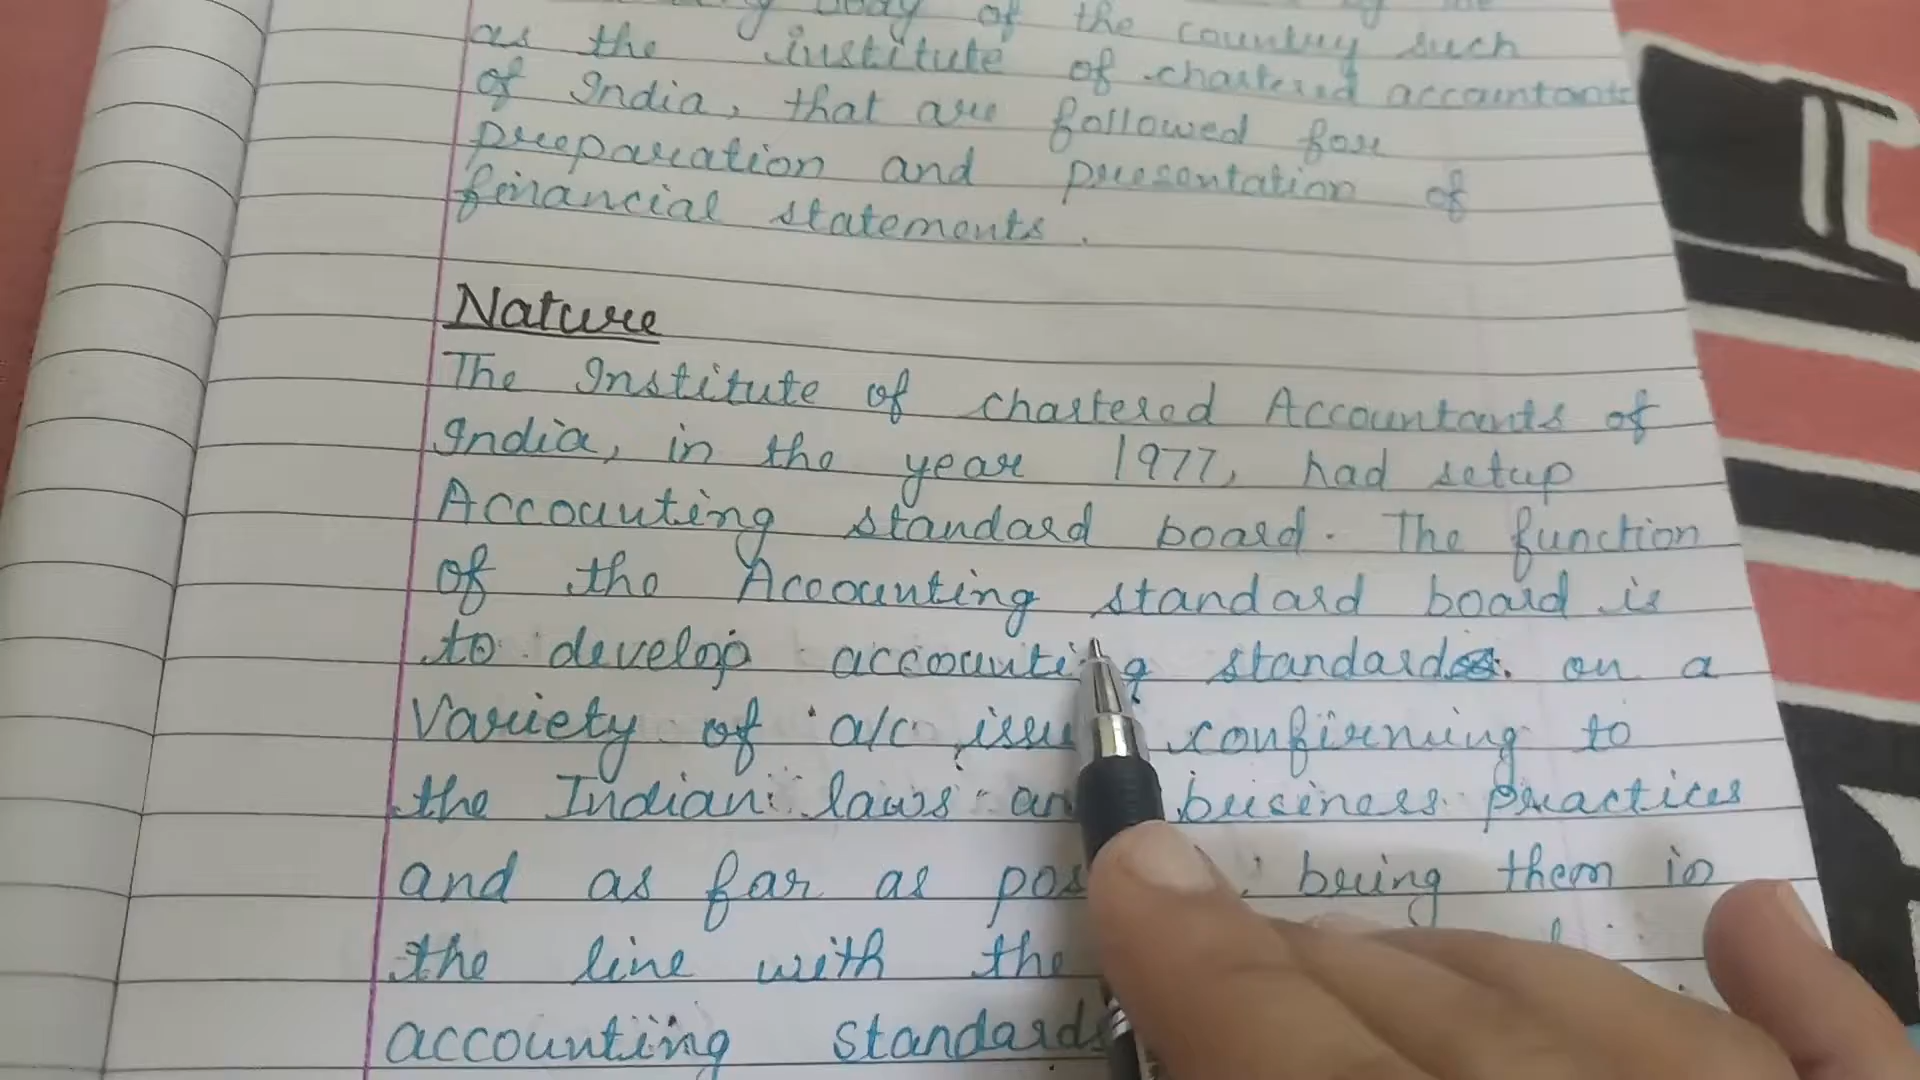 body of the country such
as the institute of chartered accountants
of India, that are followed for
preparation and presentation of
financial statements.
Nature
The Institute of chartered Accountants of
India, in the year 1977, had setup
Accounting standard board. The function
of the Accounting standard board is
to develop accounting standards. on a
Variety of a/c confirming to
the Indian laws business practices
and as far as bring them in
the line with the
accounting standards